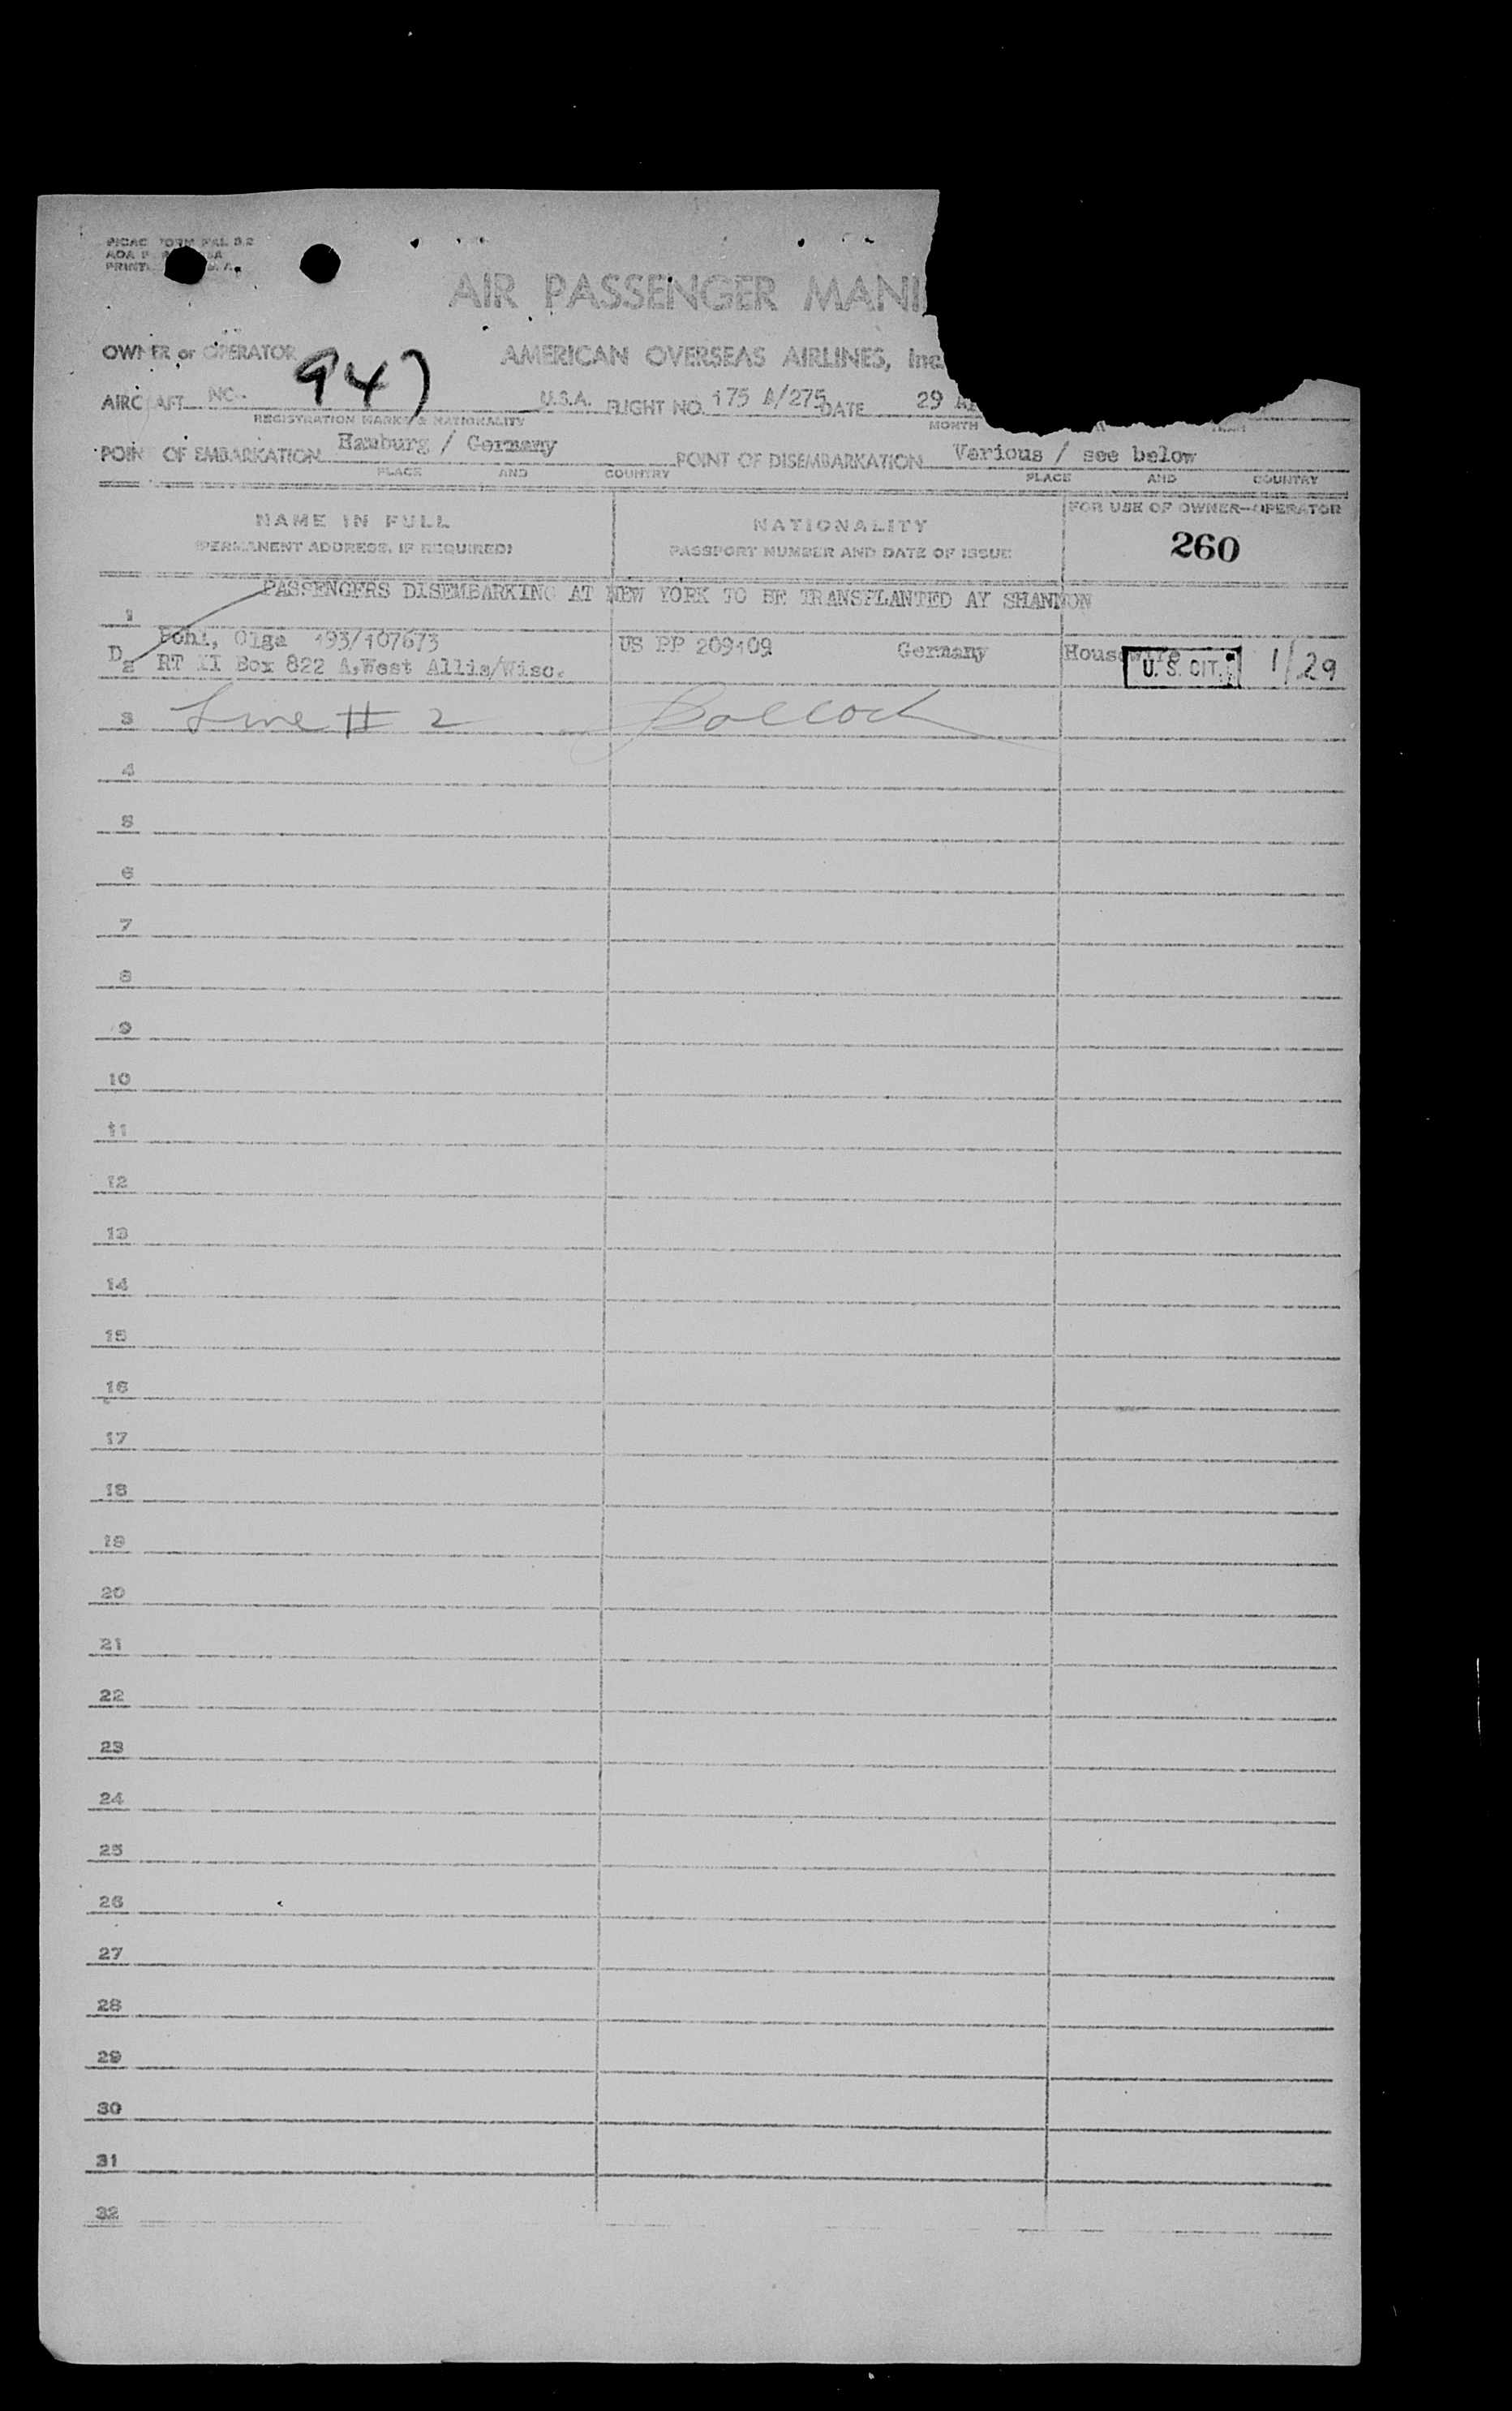 AIR PASSENGER MANI
OWNER or OPERATOR AMERICAN OVERSEAS AIRLINES, Inc.
947
AIRCRAFT NC- U.S.A. FLIGHT NO. 175 A/275 DATE 29
REGISTRATION MARKS & NATIONALITY MONTH
POINT OF EMBARKATION Hamburg / Germany POINT OF DISEMBARKATION Various / see below
PLACE AND COUNTRY PLACE AND COUNTRY
NAME IN FULL NATIONALITY FOR USE OF OWNER-OPERATOR
(PERMANENT ADDRESS, IF REQUIRED) PASSPORT NUMBER AND DATE OF ISSUE 260
PASSENGERS DISEMBARKING AT NEW YORK TO BE TRANSPLANTED AY SHANNON
1
Olga 193/107673 US PP 209109 Germany Housewife
D 2 RT II Box 822 A,West Allis/Wisc. U. S. CIT. 1/29
3 Line # 2
4
5
6
7
8
9
10
11
12
13
14
15
16
17
18
19
20
21
22
23
24
25
26
27
28
29
30
31
32